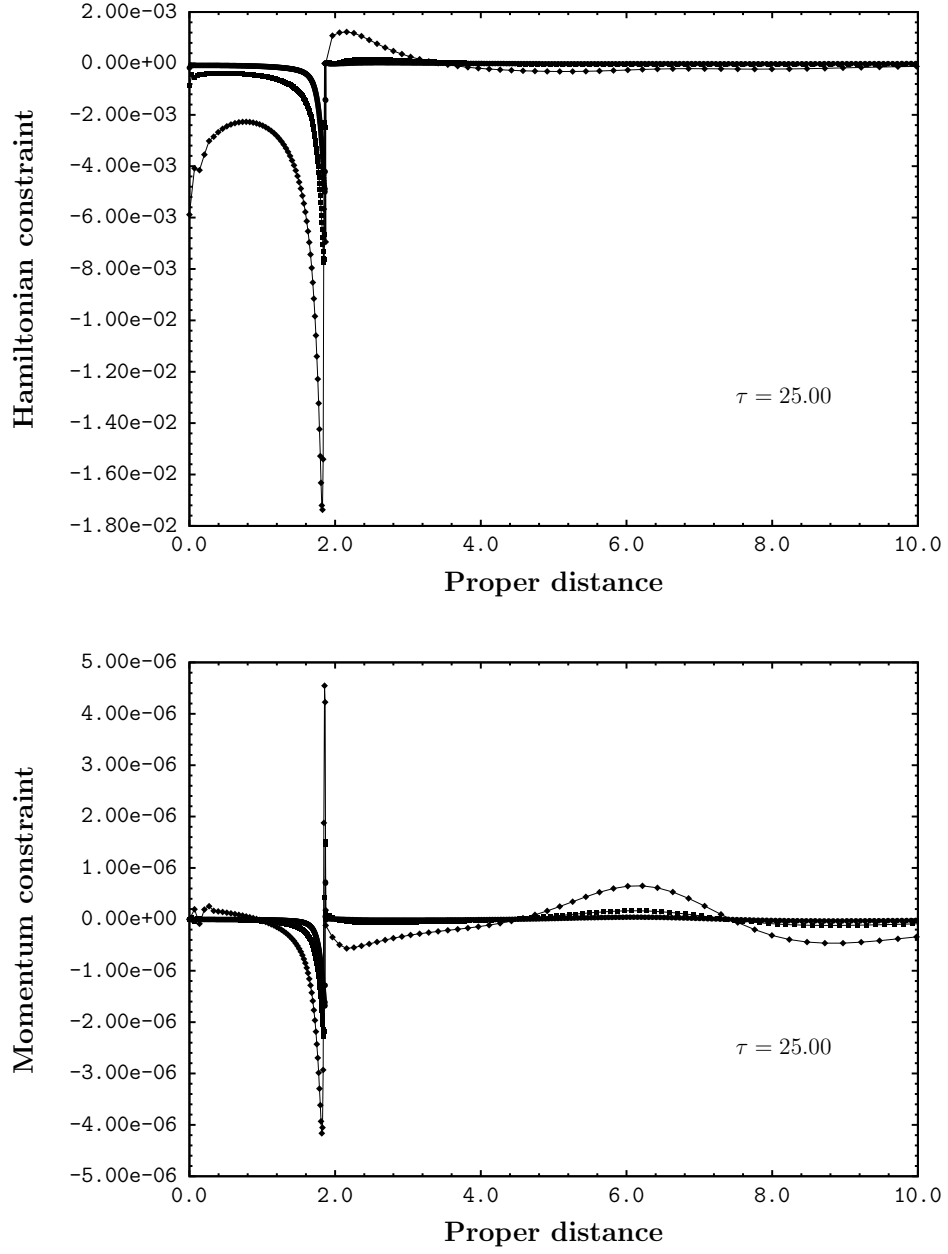 2.00e-03
0.00e+00
-2.00e-03
-4.00e-03
-6.00e-03
-8.00e-03
-1.00e-02
-1.20e-02
-1.40e-02
-1.60e-02
-1.80e-02
Hamiltonian constraint
τ = 25.00
0.0 2.0 4.0 6.0 8.0 10.0
Proper distance
5.00e-06
4.00e-06
3.00e-06
2.00e-06
1.00e-06
0.00e+00
-1.00e-06
-2.00e-06
-3.00e-06
-4.00e-06
-5.00e-06
Momentum constraint
τ = 25.00
0.0 2.0 4.0 6.0 8.0 10.0
Proper distance